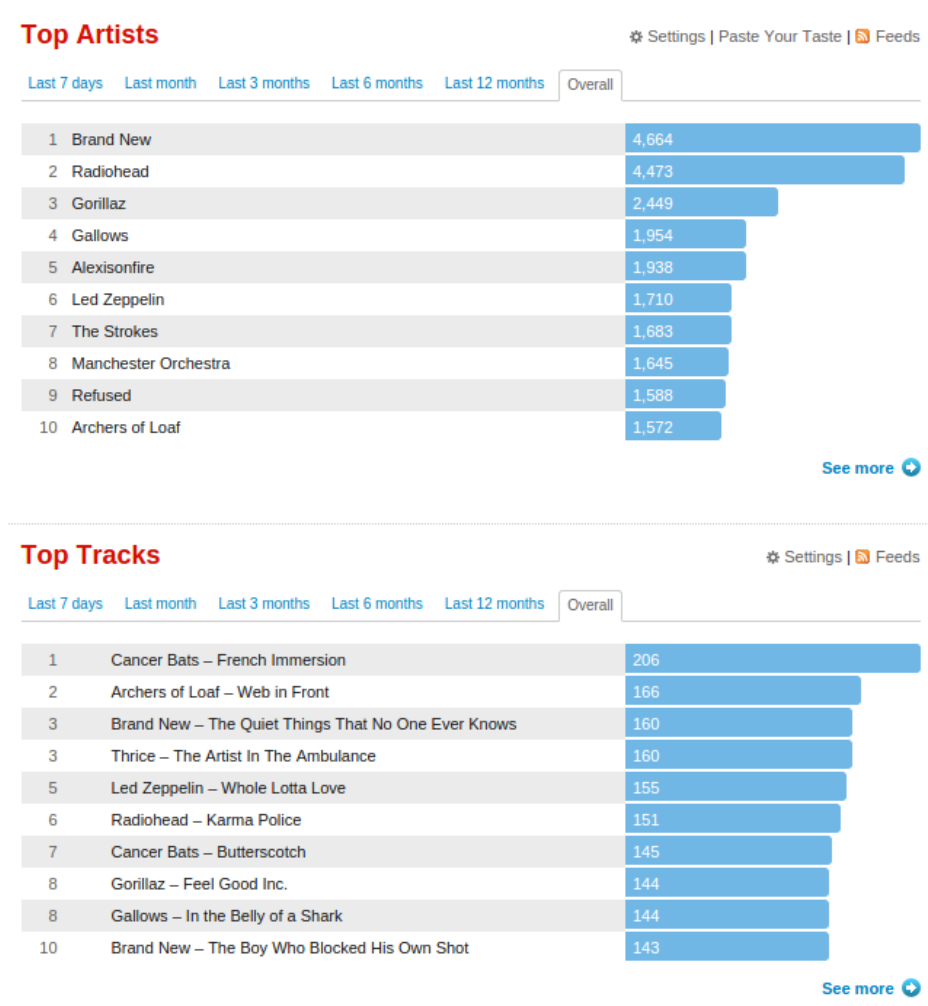 Top Artists
Settings | Paste Your Taste | Feeds
Last 7 days Last month Last 3 months Last 6 months Last 12 months Overall
1 Brand New 4,664
2 Radiohead 4,473
3 Gorillaz 2,449
4 Gallows 1,954
5 Alexisonfire 1,938
6 Led Zeppelin 1,710
7 The Strokes 1,683
8 Manchester Orchestra 1,645
9 Refused 1,588
10 Archers of Loaf 1,572
See more
Top Tracks
Settings | Feeds
Last 7 days Last month Last 3 months Last 6 months Last 12 months Overall
1 Cancer Bats – French Immersion 206
2 Archers of Loaf – Web in Front 166
3 Brand New – The Quiet Things That No One Ever Knows 160
3 Thrice – The Artist In The Ambulance 160
5 Led Zeppelin – Whole Lotta Love 155
6 Radiohead – Karma Police 151
7 Cancer Bats – Butterscotch 145
8 Gorillaz – Feel Good Inc. 144
8 Gallows – In the Belly of a Shark 144
10 Brand New – The Boy Who Blocked His Own Shot 143
See more